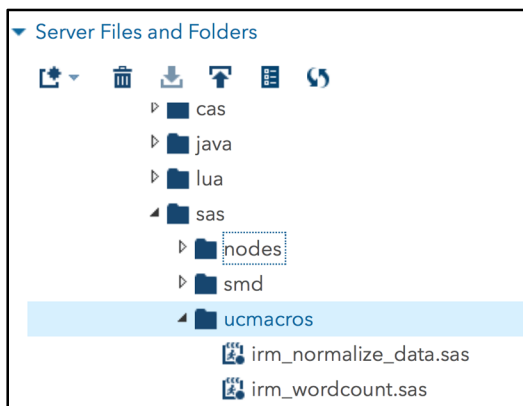 Server Files and Folders
cas
java
lua
sas
nodes
smd
ucmacros
irm_normalize_data.sas
irm_wordcount.sas